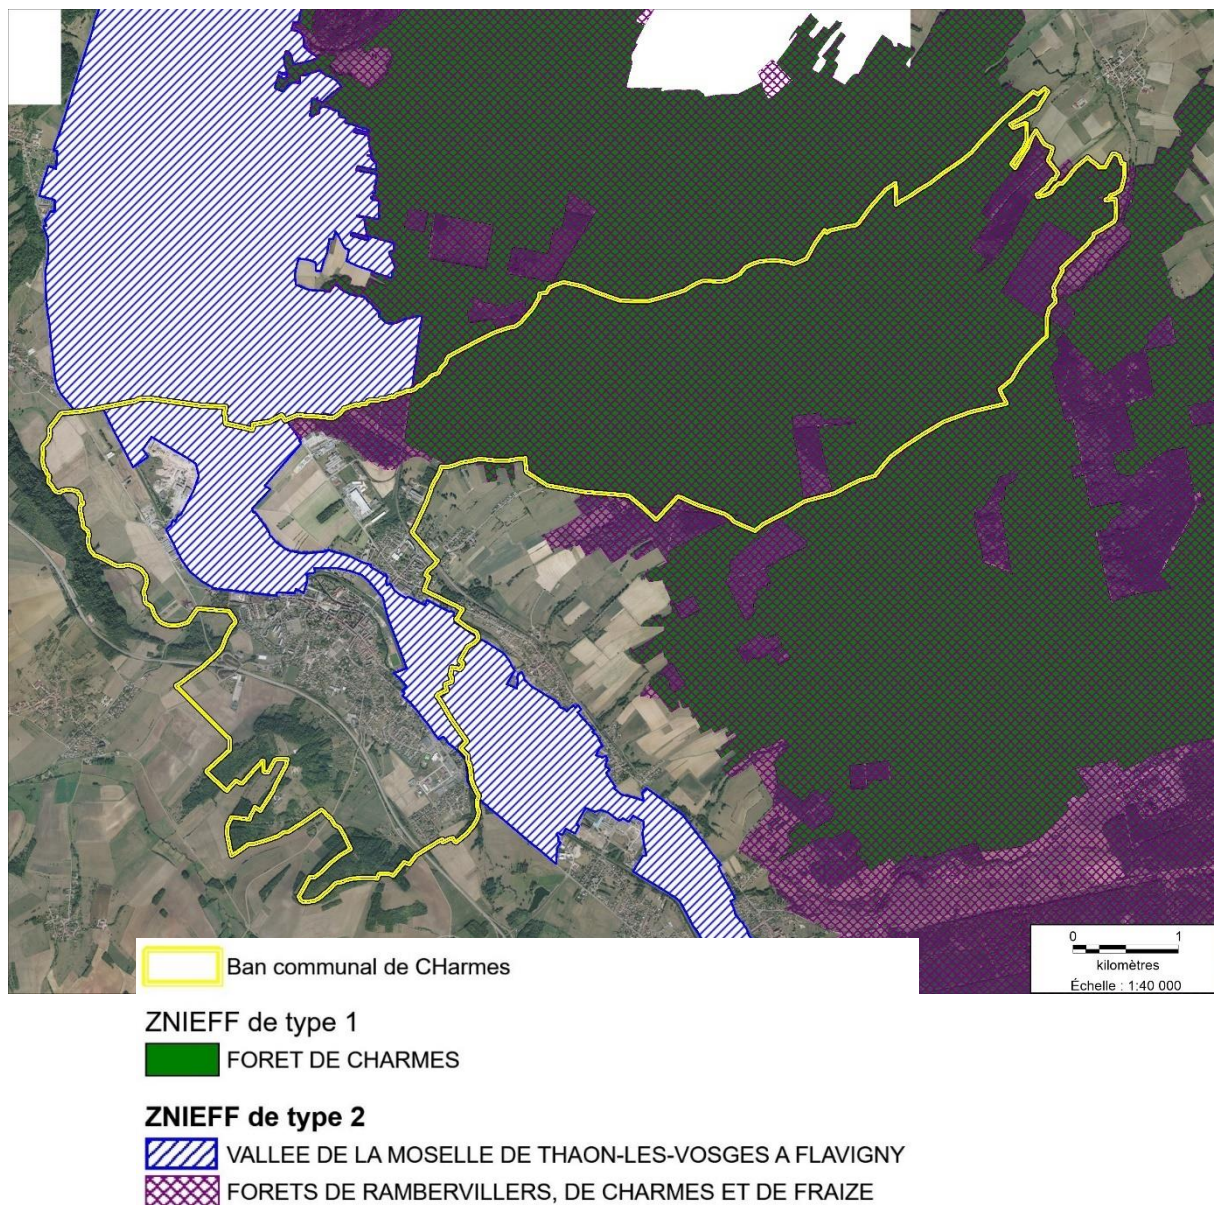 0 1
kilomètres
Échelle : 1:40 000
Ban communal de CHarmes
ZNIEFF de type 1
FORET DE CHARMES
ZNIEFF de type 2
VALLEE DE LA MOSELLE DE THAON-LES-VOSGES A FLAVIGNY
FORETS DE RAMBERVILLERS, DE CHARMES ET DE FRAIZE